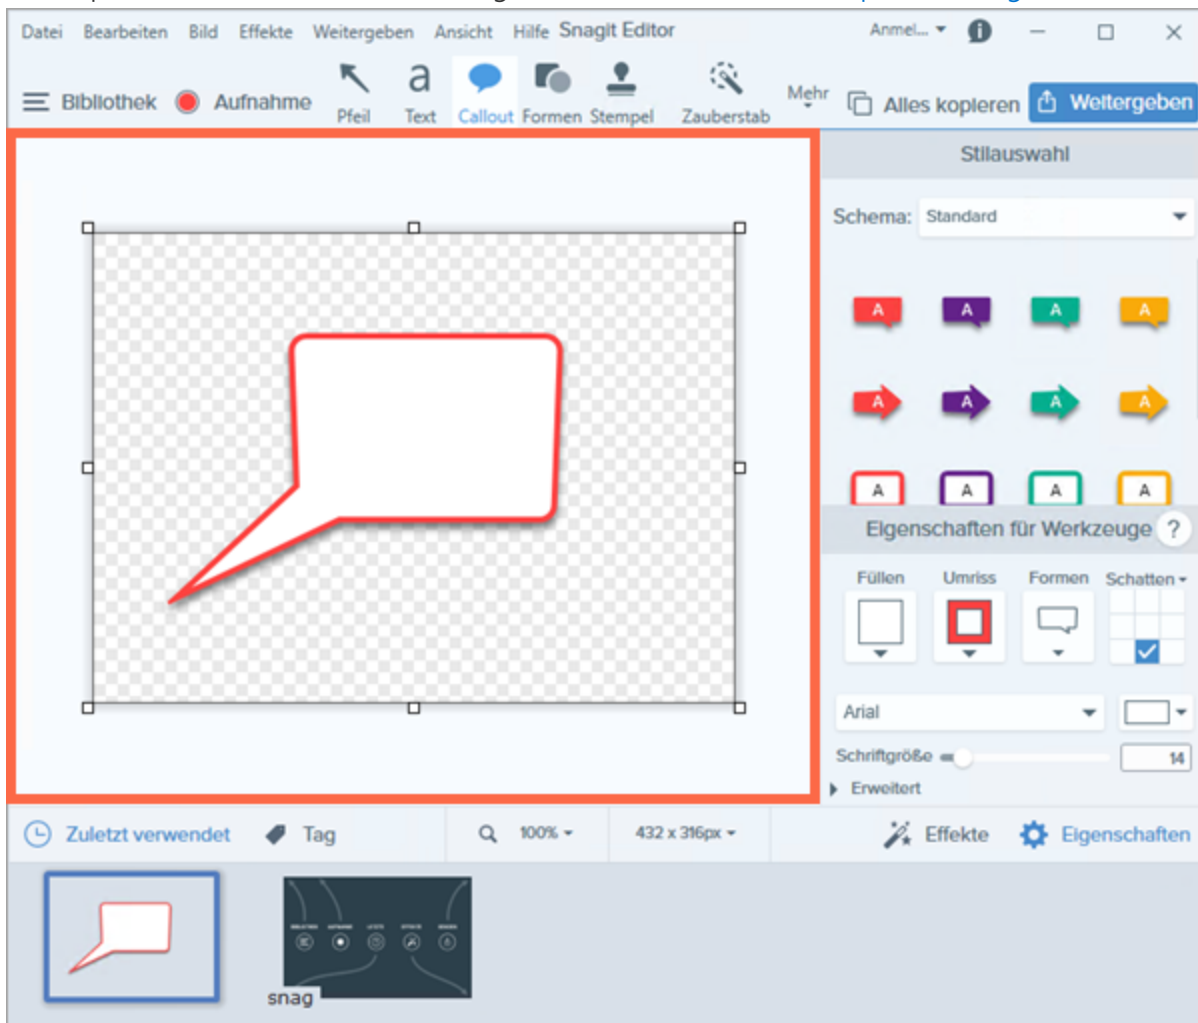 Datei Bearbeiten Bild Effekte Weitergeben Ansicht Hilfe Snagit Editor Anmel...
Bibliothek Aufnahme Pfeil Text Callout Formen Stempel Zauberstab Mehr Alles kopieren Weitergeben
Stilauswahl
Schema: Standard
A A A A
A A A A
A A A A
Eigenschaften für Werkzeuge ?
Füllen Umriss Formen Schatten
Arial
Schriftgröße 14
Erweitert
Zuletzt verwendet Tag 100% 432 x 316px Effekte Eigenschaften
snag